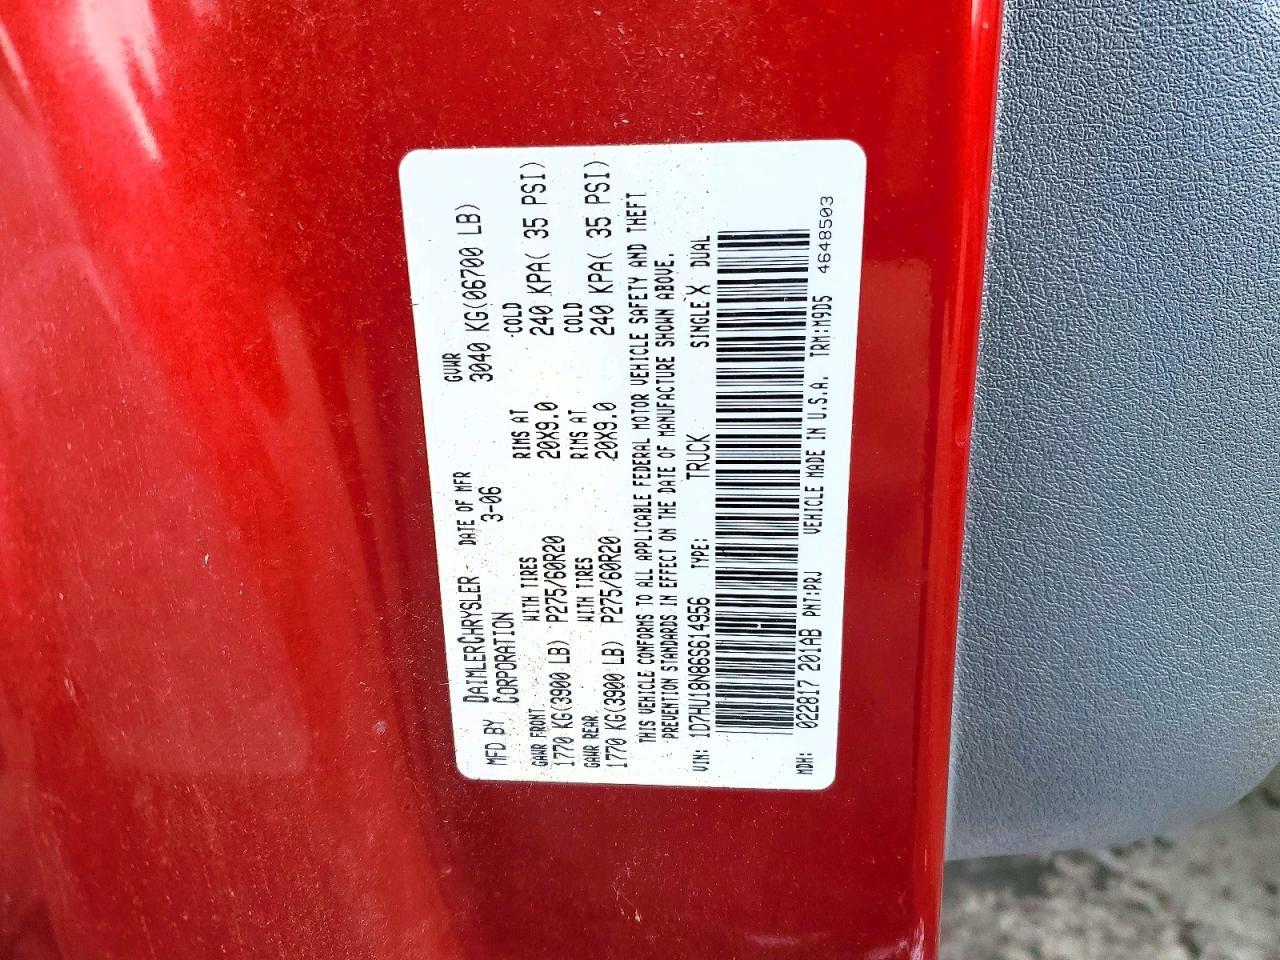 MFD BY DAIMLERCHRYSLER CORPORATION DATE OF MFR 3-06 GVWR 3040 KG(06700 LB)
GAWR FRONT WITH TIRES RIMS AT COLD
1770 KG(3900 LB) P275/60R20 20X9.0 240 KPA( 35 PSI)
GAWR REAR WITH TIRES RIMS AT COLD
1770 KG(3900 LB) P275/60R20 20X9.0 240 KPA( 35 PSI)
THIS VEHICLE CONFORMS TO ALL APPLICABLE FEDERAL MOTOR VEHICLE SAFETY AND THEFT
PREVENTION STANDARDS IN EFFECT ON THE DATE OF MANUFACTURE SHOWN ABOVE.
VIN: 1D7HU18N86S614956 TYPE: TRUCK SINGLE X DUAL
MDH: 022817 201AB PNT:PRJ VEHICLE MADE IN U.S.A. TRM:M9D5 4648503